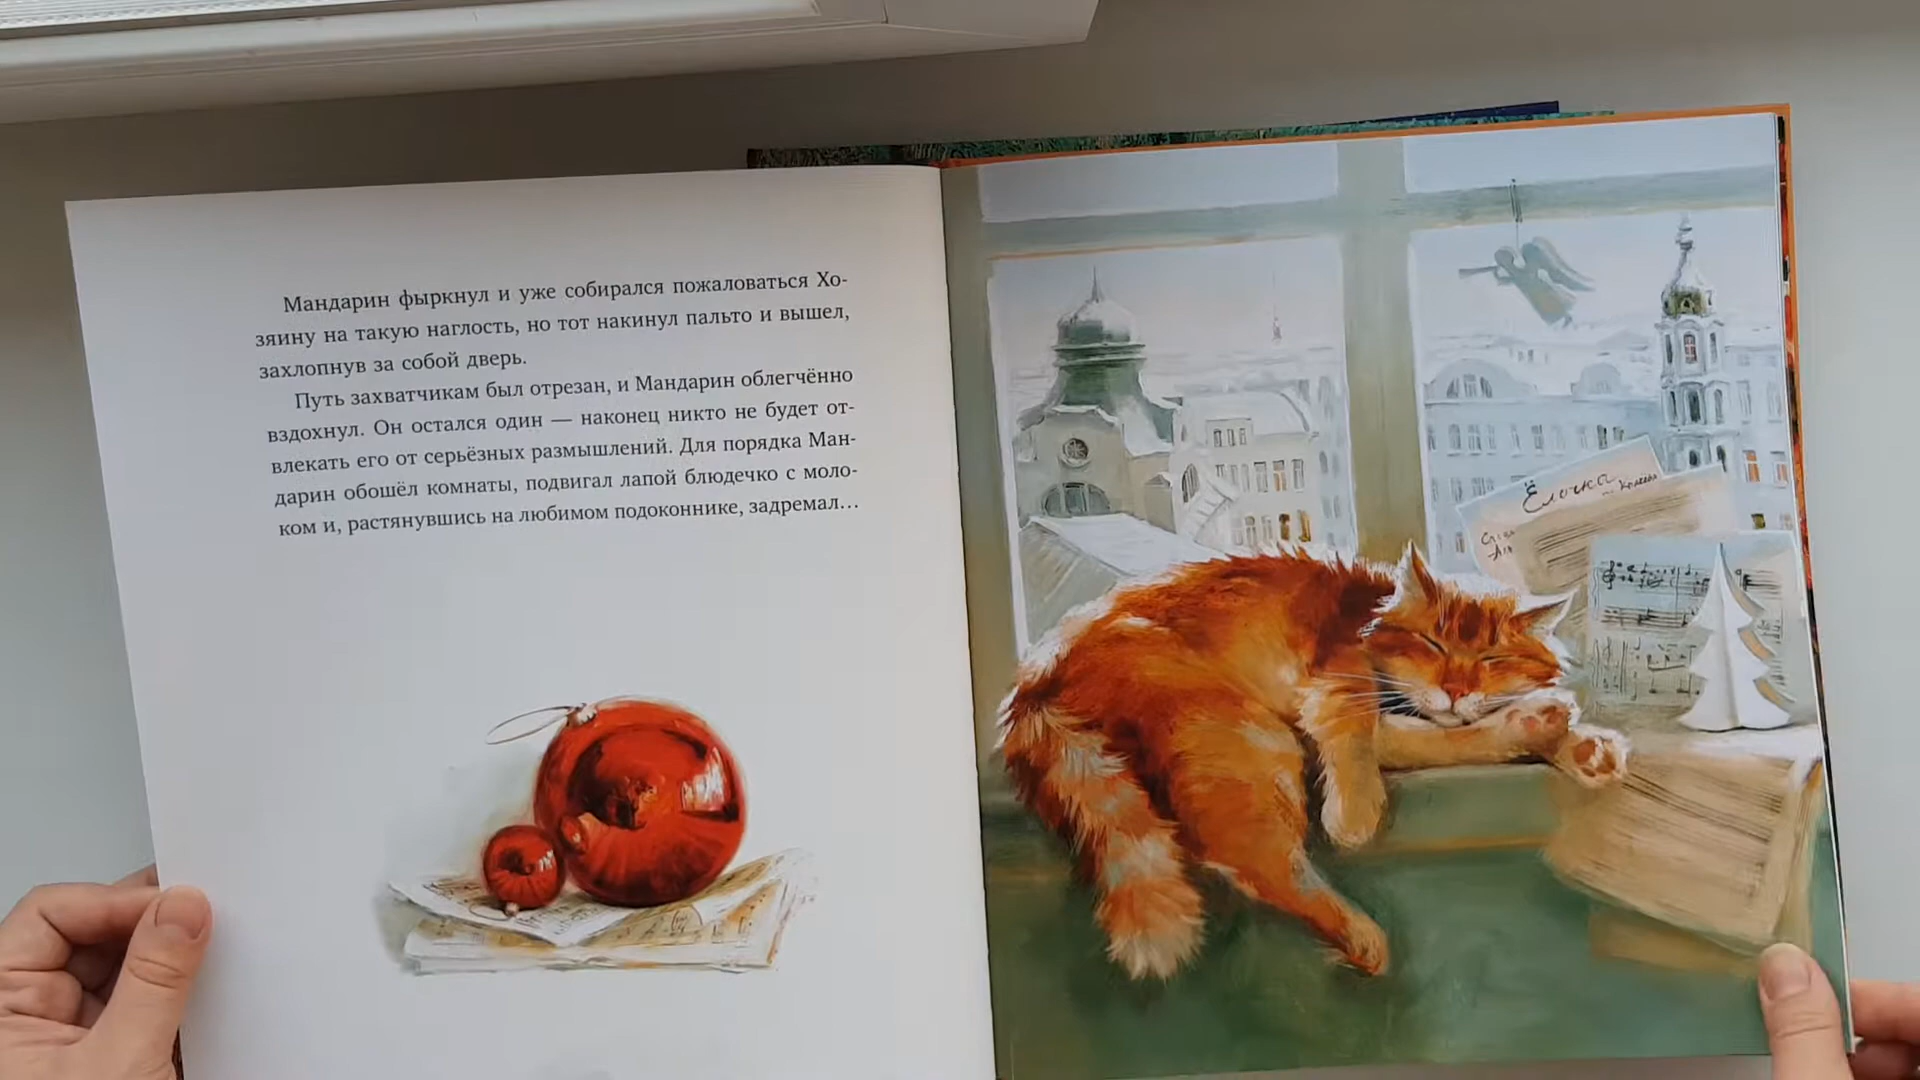 Мандарин фыркнул и уже собирался пожаловаться Хо-
зяину на такую наглость, но тот накинул пальто и вышел,
захлопнув за собой дверь.
Путь захватчикам был отрезан, и Мандарин облегчённо
вздохнул. Он остался один — наконец никто не будет от-
влекать его от серьёзных размышлений. Для порядка Ман-
дарин обошёл комнаты, подвигал лапой блюдечко с моло-
ком и, растянувшись на любимом подоконнике, задремал...
Ёлочка